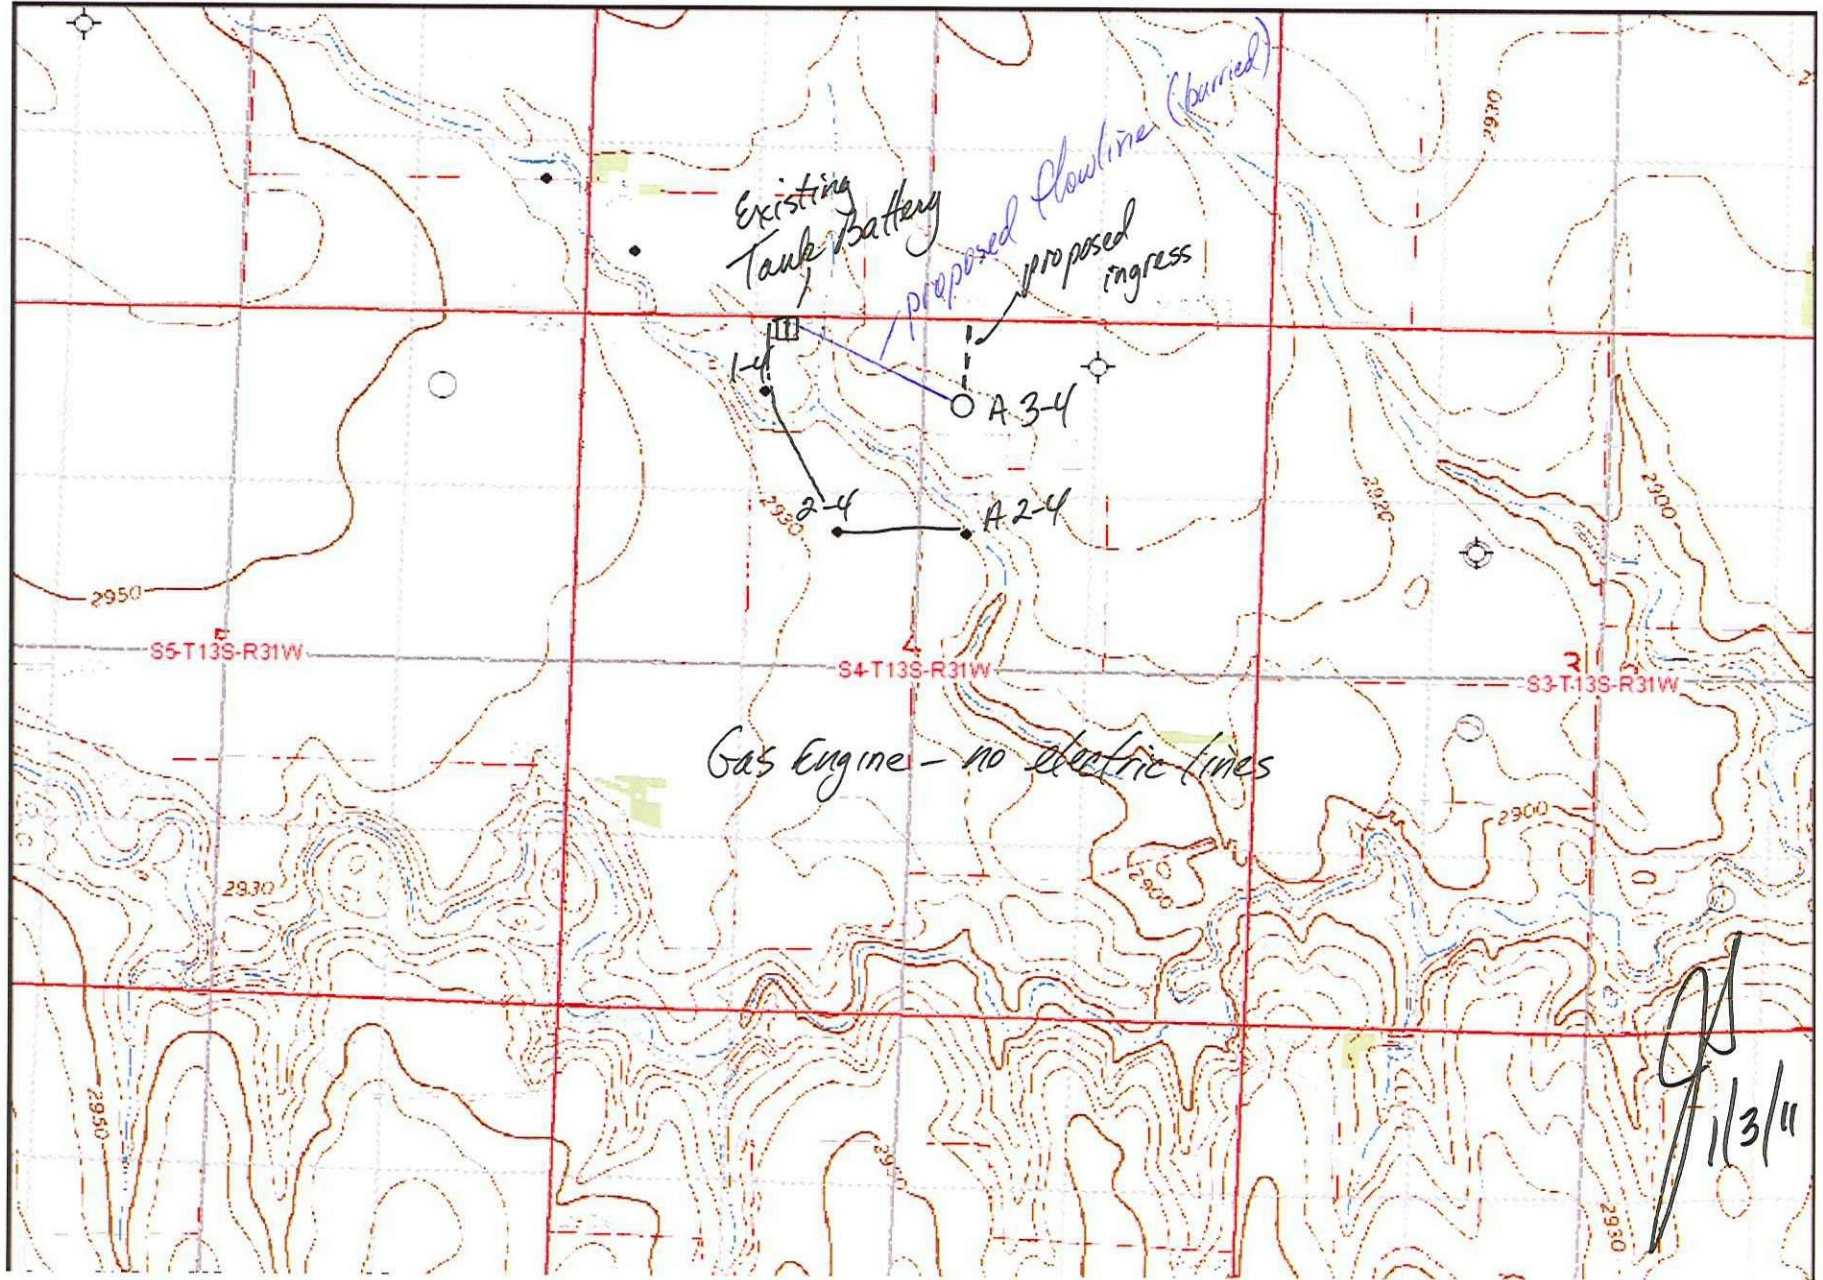 (burried)
2930
Existing
Tank Battery
proposed flowline
proposed
ingress
1-4
A 3-4
2930
2-4
A 2-4
2920
2900
2950
S5-T13S-R31W
4
S4-T13S-R31W
3
S3-T13S-R31W
Gas Engine - no electric lines
2900
2930
2900
2950
JS
1/3/11
2930